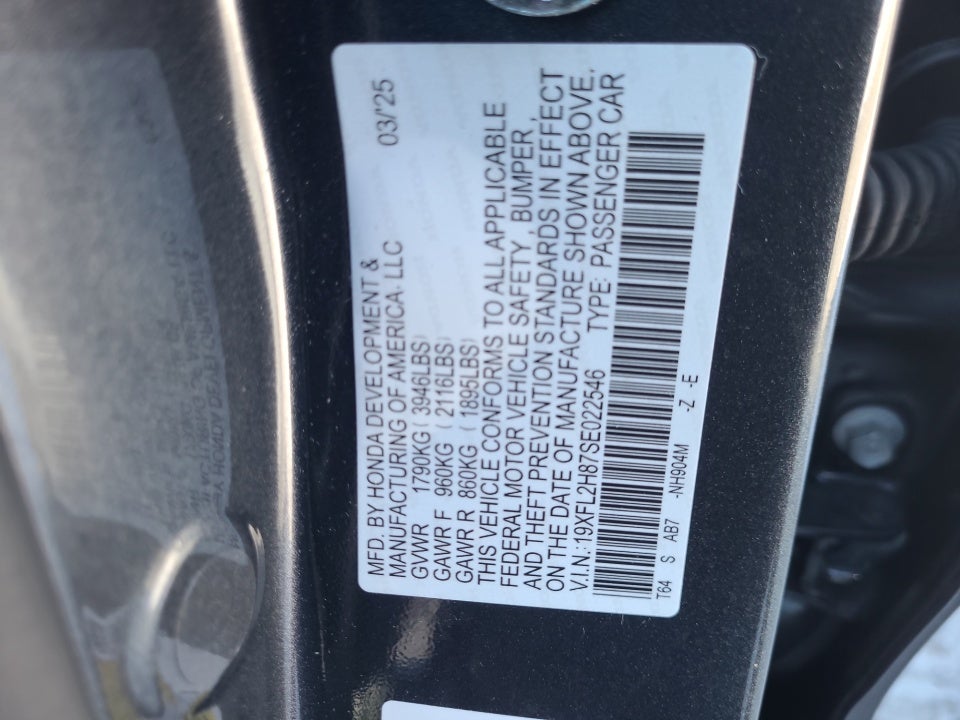 MFD. BY HONDA DEVELOPMENT &
MANUFACTURING OF AMERICA. LLC 03/'25
GVWR 1790KG ( 3946LBS)
GAWR F 960KG ( 2116LBS)
GAWR R 860KG ( 1895LBS)
THIS VEHICLE CONFORMS TO ALL APPLICABLE
FEDERAL MOTOR VEHICLE SAFETY, BUMPER,
AND THEFT PREVENTION STANDARDS IN EFFECT
ON THE DATE OF MANUFACTURE SHOWN ABOVE.
V.I.N.:19XFL2H87SE022546 TYPE: PASSENGER CAR
T64 S AB7 -NH904M -Z -E